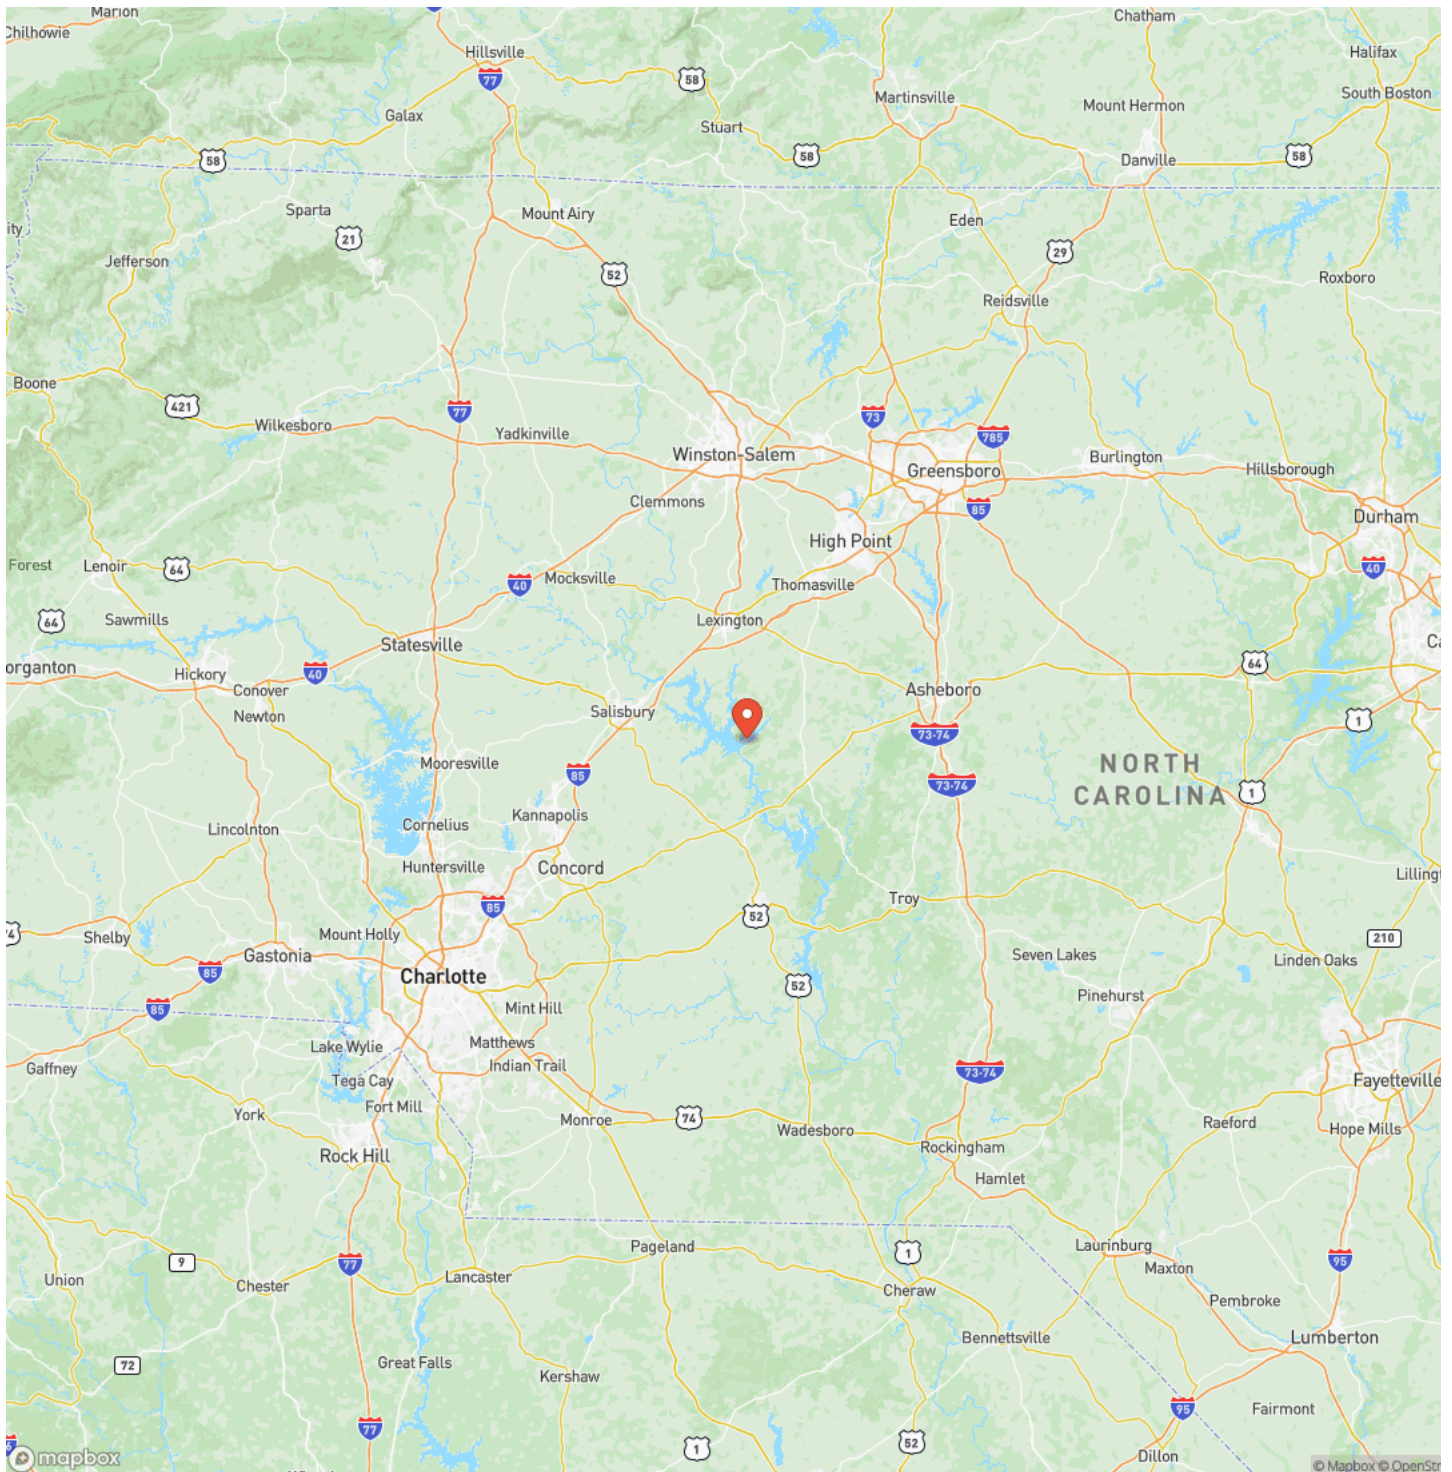 Marion
Chatham
Chilhowie
Hillsville
Halifax
77
58
South Boston
Martinsville
Mount Hermon
Galax
Stuart
58
58
58
Danville
Sparta
Mount Airy
Eden
ity
21
29
Jefferson
52
Roxboro
Reidsville
Boone
421
77
73
Wilkesboro
Yadkinville
785
Winston-Salem
Greensboro
Burlington
Hillsborough
Clemmons
85
Durham
High Point
Forest
Lenoir
64
40
Mocksville
40
Thomasville
64
Sawmills
Lexington
Statesville
Ca
organton
Hickory
40
64
Conover
Asheboro
Newton
Salisbury
1
73-74
Mooresville
85
NORTH
CAROLINA
73-74
1
Kannapolis
Lincolnton
Cornelius
Huntersville
Concord
Lillingt
Troy
85
52
74
Shelby
Mount Holly
210
Gastonia
Seven Lakes
Linden Oaks
85
Charlotte
52
Pinehurst
85
Mint Hill
Lake Wylie
Matthews
Indian Trail
Gaffney
73-74
Tega Cay
Fayetteville
Fort Mill
York
Monroe
74
Wadesboro
Raeford
Hope Mills
Rock Hill
Rockingham
Hamlet
Pageland
Laurinburg
1
9
77
95
Union
Chester
Lancaster
Maxton
Cheraw
Pembroke
Bennettsville
Lumberton
72
Great Falls
Kershaw
95
Fairmont
77
52
1
Dillon
mapbox
© Mapbox © OpenStr